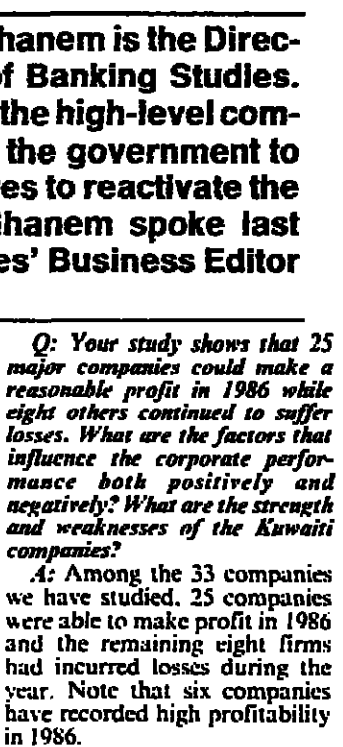 hanem is the Direc-
of Banking Studies.
the high-level com-
the government to
res to reactivate the
hanem spoke last
es' Business Editor
Q: Your study shows that 25
major companies could make a
reasonable profit in 1986 while
eight others continued to suffer
losses. What are the factors that
influence the corporate perfor-
mance both positively and
negatively? What are the strength
and weaknesses of the Kuwaiti
companies?
A: Among the 33 companies
we have studied, 25 companies
were able to make profit in 1986
and the remaining eight firms
had incurred losses during the
year. Note that six companies
have recorded high profitability
in 1986.